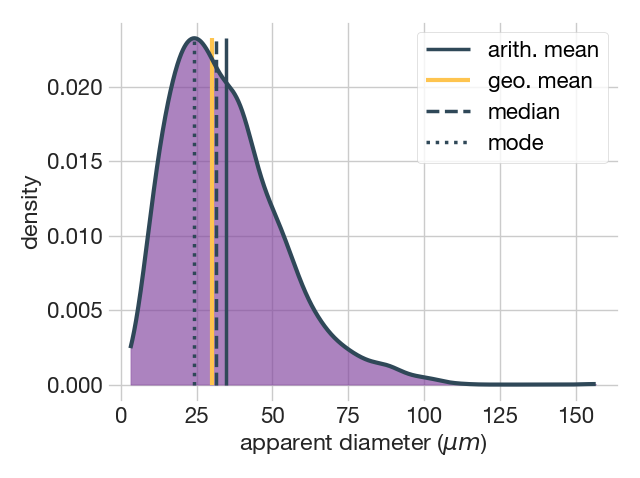 arith. mean
geo. mean
median
mode
density
0.020
0.015
0.010
0.005
0.000
0 25 50 75 100 125 150
apparent diameter (μm)